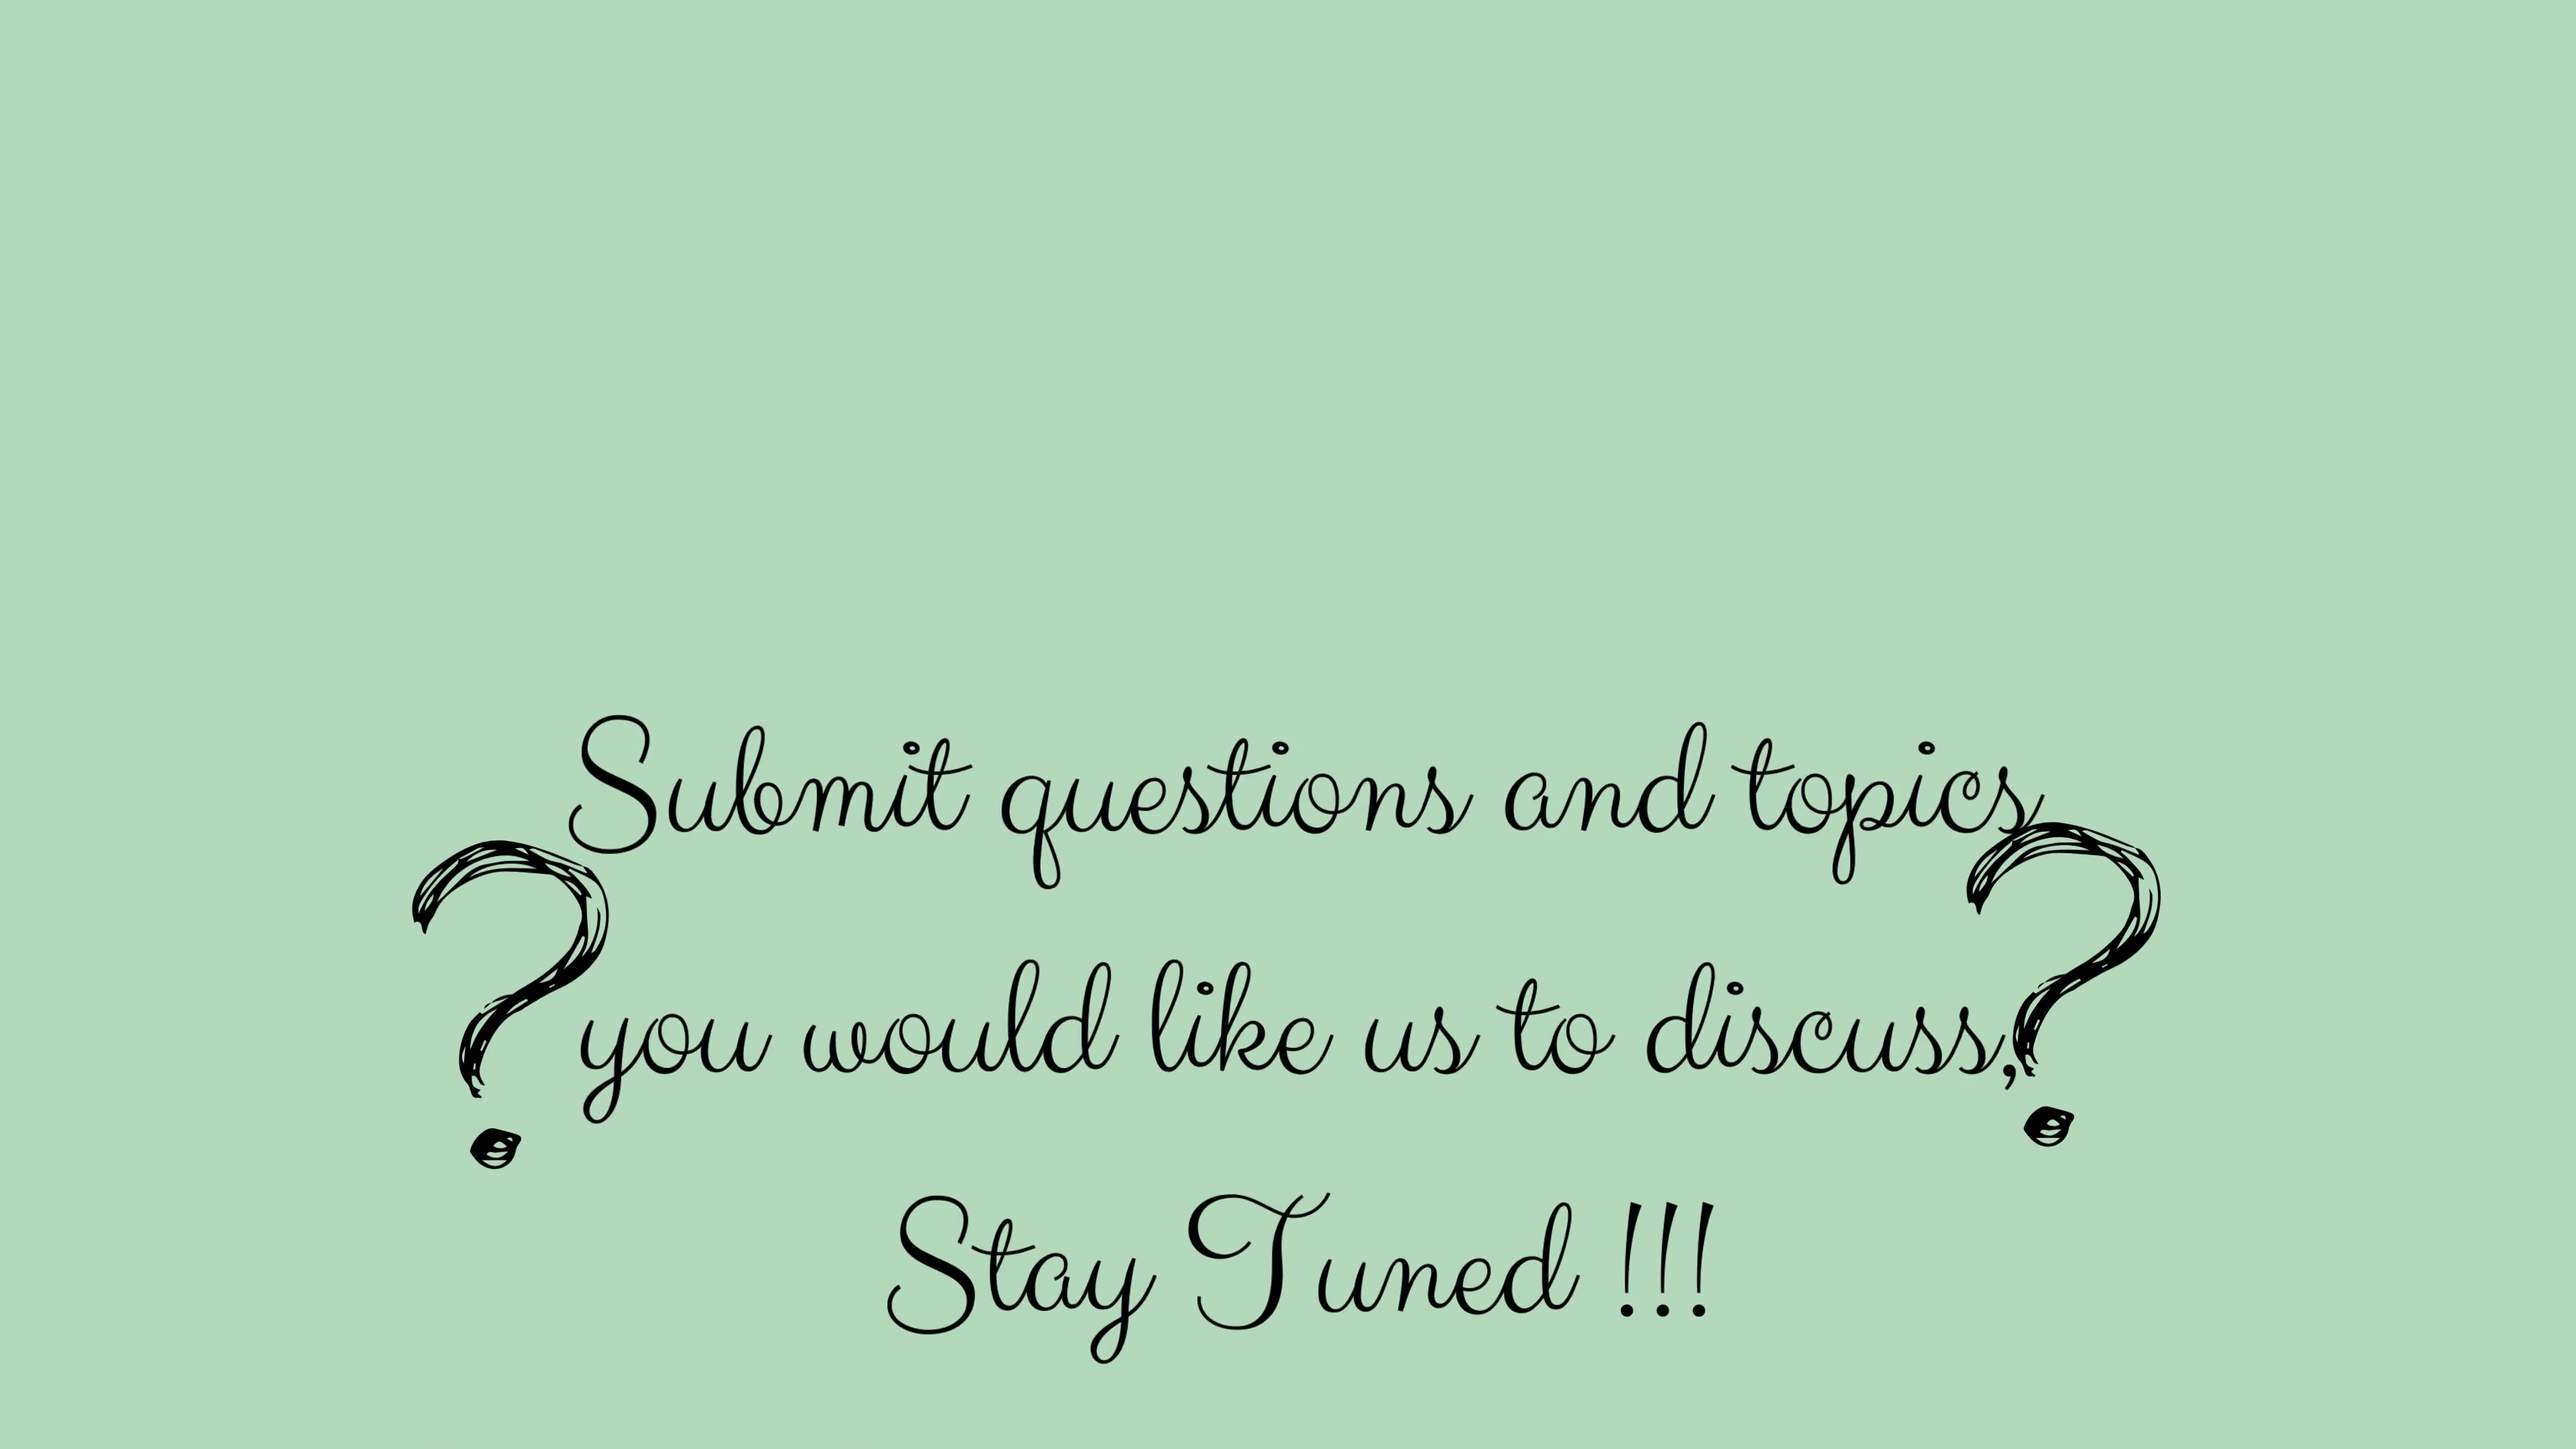 Submit questions and topics
? you would like us to discuss, ?
Stay Tuned !!!